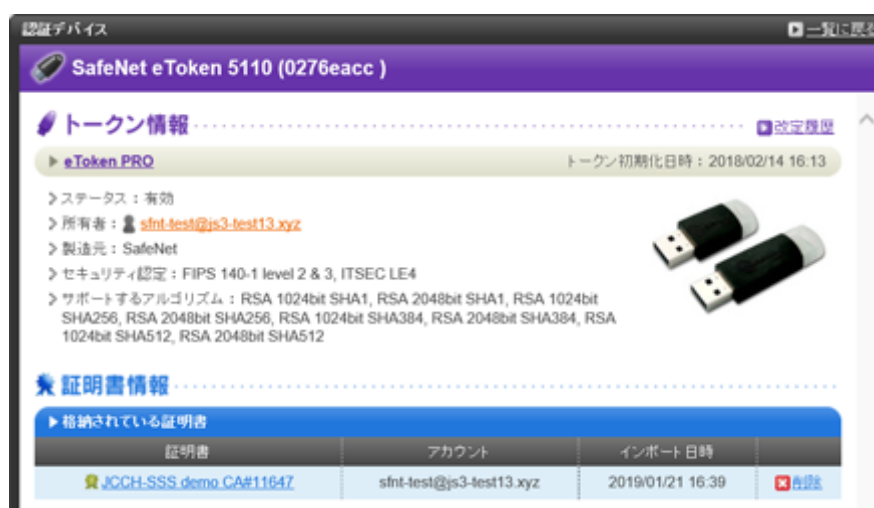 認証デバイス
一覧に戻る
SafeNet eToken 5110 (0276eacc )
トークン情報
改定履歴
eToken PRO
トークン初期化日時：2018/02/14 16:13
ステータス：有効
所有者： sfnt-test@js3-test13.xyz
製造元：SafeNet
セキュリティ認定：FIPS 140-1 level 2 & 3, ITSEC LE4
サポートするアルゴリズム：RSA 1024bit SHA1, RSA 2048bit SHA1, RSA 1024bit
SHA256, RSA 2048bit SHA256, RSA 1024bit SHA384, RSA 2048bit SHA384, RSA
1024bit SHA512, RSA 2048bit SHA512
証明書情報
格納されている証明書
証明書 アカウント インポート日時
JCCH-SSS demo CA#11647 sfnt-test@js3-test13.xyz 2019/01/21 16:39 削除